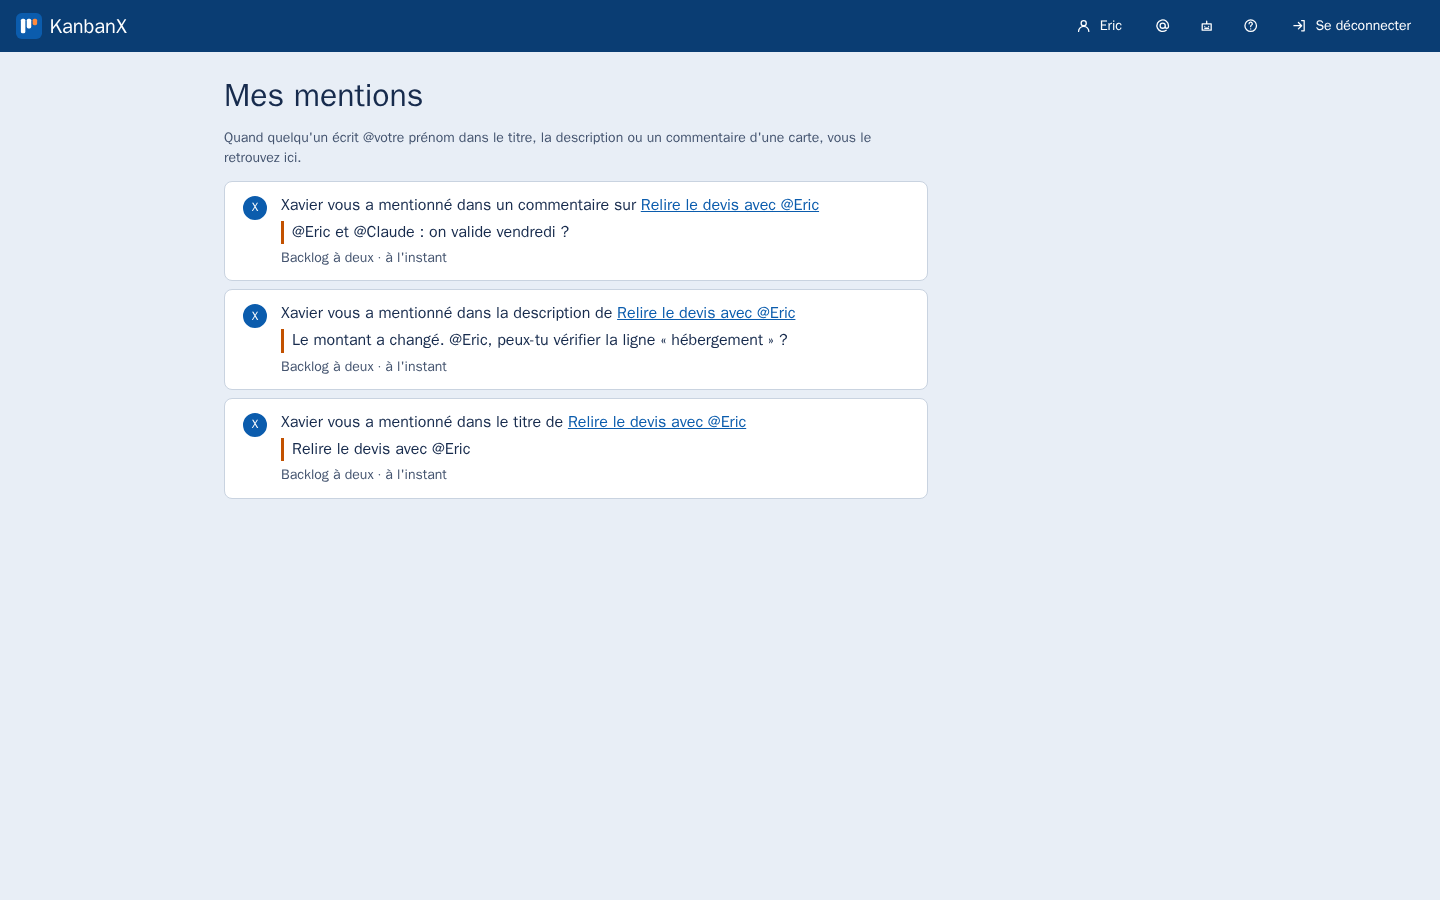 KanbanX
Eric
Se déconnecter
Mes mentions
Quand quelqu'un écrit @votre prénom dans le titre, la description ou un commentaire d'une carte, vous le
retrouvez ici.
X
Xavier vous a mentionné dans un commentaire sur Relire le devis avec @Eric
@Eric et @Claude : on valide vendredi ?
Backlog à deux · à l'instant
X
Xavier vous a mentionné dans la description de Relire le devis avec @Eric
Le montant a changé. @Eric, peux-tu vérifier la ligne « hébergement » ?
Backlog à deux · à l'instant
X
Xavier vous a mentionné dans le titre de Relire le devis avec @Eric
Relire le devis avec @Eric
Backlog à deux · à l'instant